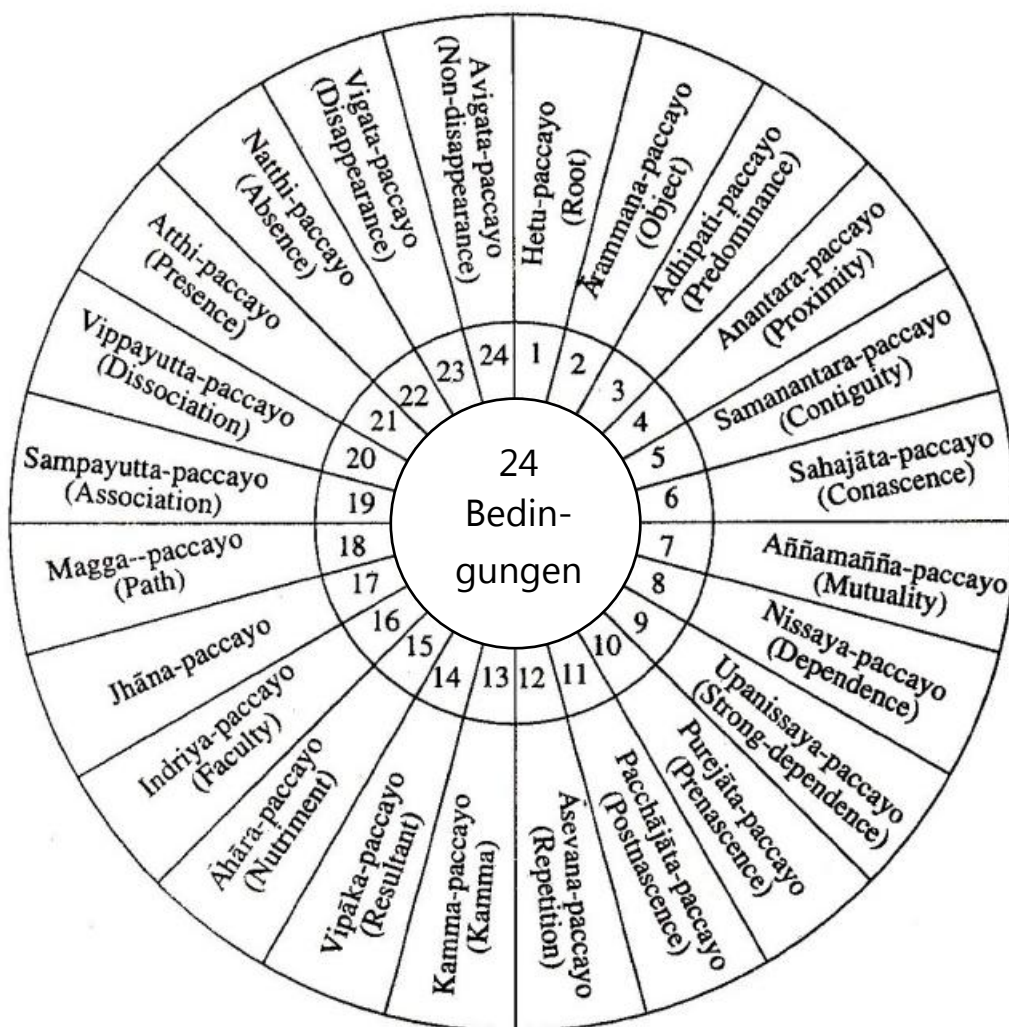 24
Bedin-
gungen
1
Hetu-paccayo
(Root)
2
Ārammaṇa-paccayo
(Object)
3
Adhipati-paccayo
(Predominance)
4
Anantara-paccayo
(Proximity)
5
Samanantara-paccayo
(Contiguity)
6
Sahajāta-paccayo
(Conascence)
7
Aññamañña-paccayo
(Mutuality)
8
Nissaya-paccayo
(Dependence)
9
Upanissaya-paccayo
(Strong-dependence)
10
Purejāta-paccayo
(Prenascence)
11
Pacchājāta-paccayo
(Postnascence)
12
Āsevana-paccayo
(Repetition)
13
Kamma-paccayo
(Kamma)
14
Vipāka-paccayo
(Resultant)
15
Āhāra-paccayo
(Nutriment)
16
Indriya-paccayo
(Faculty)
17
Jhāna-paccayo
18
Magga--paccayo
(Path)
19
Sampayutta-paccayo
(Association)
20
Vippayutta-paccayo
(Dissociation)
21
Atthi-paccayo
(Presence)
22
Natthi-paccayo
(Absence)
23
Vigata-paccayo
(Disappearance)
24
Avigata-paccayo
(Non-disappearance)